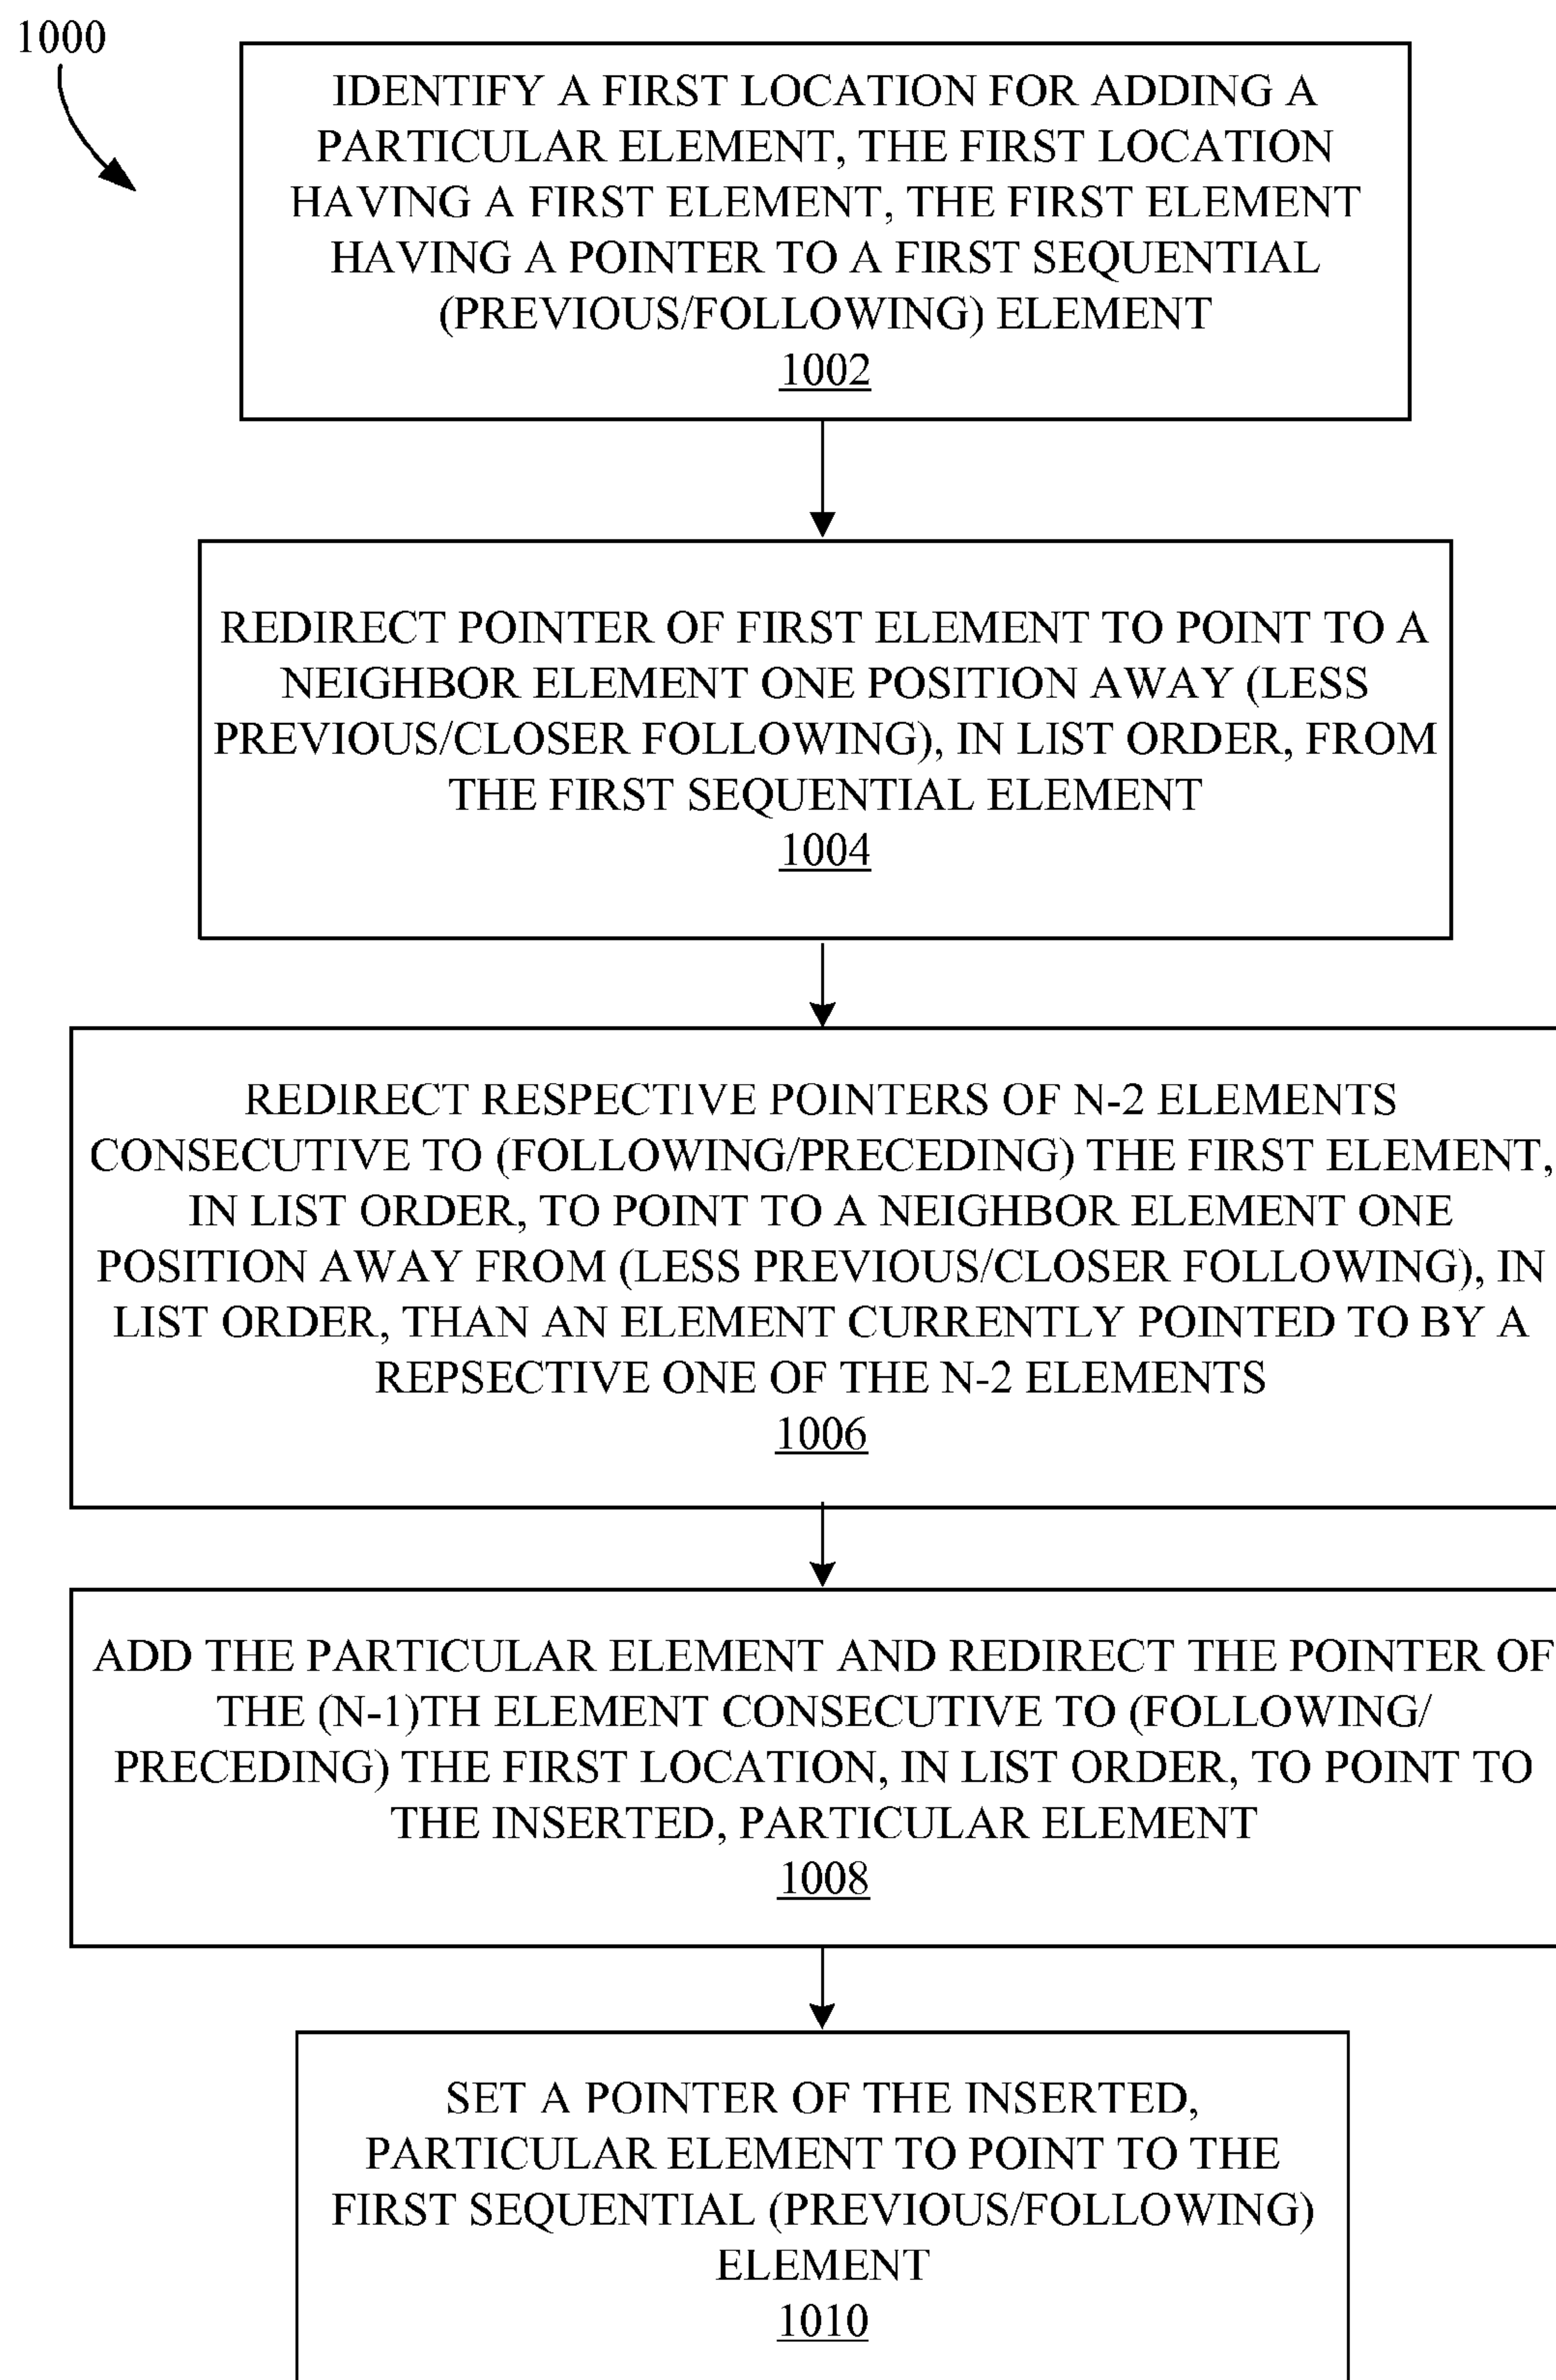 1000
IDENTIFY A FIRST LOCATION FOR ADDING A
PARTICULAR ELEMENT, THE FIRST LOCATION
HAVING A FIRST ELEMENT, THE FIRST ELEMENT
HAVING A POINTER TO A FIRST SEQUENTIAL
(PREVIOUS/FOLLOWING) ELEMENT
1002
REDIRECT POINTER OF FIRST ELEMENT TO POINT TO A
NEIGHBOR ELEMENT ONE POSITION AWAY (LESS
PREVIOUS/CLOSER FOLLOWING), IN LIST ORDER, FROM
THE FIRST SEQUENTIAL ELEMENT
1004
REDIRECT RESPECTIVE POINTERS OF N-2 ELEMENTS
CONSECUTIVE TO (FOLLOWING/PRECEDING) THE FIRST ELEMENT,
IN LIST ORDER, TO POINT TO A NEIGHBOR ELEMENT ONE
POSITION AWAY FROM (LESS PREVIOUS/CLOSER FOLLOWING), IN
LIST ORDER, THAN AN ELEMENT CURRENTLY POINTED TO BY A
REPSECTIVE ONE OF THE N-2 ELEMENTS
1006
ADD THE PARTICULAR ELEMENT AND REDIRECT THE POINTER OF
THE (N-1)TH ELEMENT CONSECUTIVE TO (FOLLOWING/
PRECEDING) THE FIRST LOCATION, IN LIST ORDER, TO POINT TO
THE INSERTED, PARTICULAR ELEMENT
1008
SET A POINTER OF THE INSERTED,
PARTICULAR ELEMENT TO POINT TO THE
FIRST SEQUENTIAL (PREVIOUS/FOLLOWING)
ELEMENT
1010